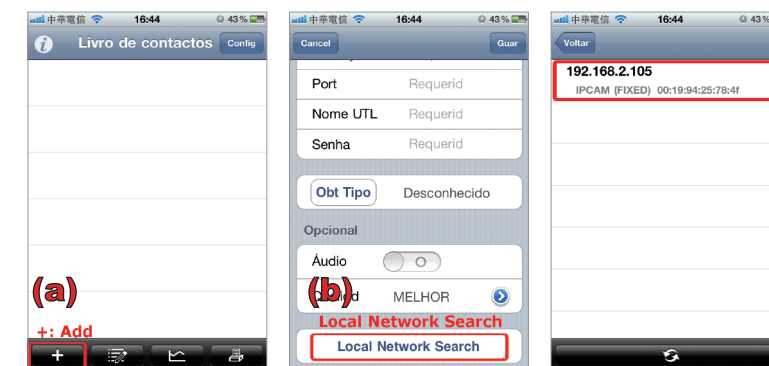 中華電信 16:44 43%
Livro de contactos Config
(a)
+: Add
中華電信 16:44 43%
Cancel Guar
Port Requerid
Nome UTL Requerid
Senha Requerid
Obt Tipo Desconhecido
Opcional
Áudio
(b) MELHOR
Local Network Search
Local Network Search
中華電信 16:44 43%
Voltar
192.168.2.105
IPCAM (FIXED) 00:19:94:25:78:4f